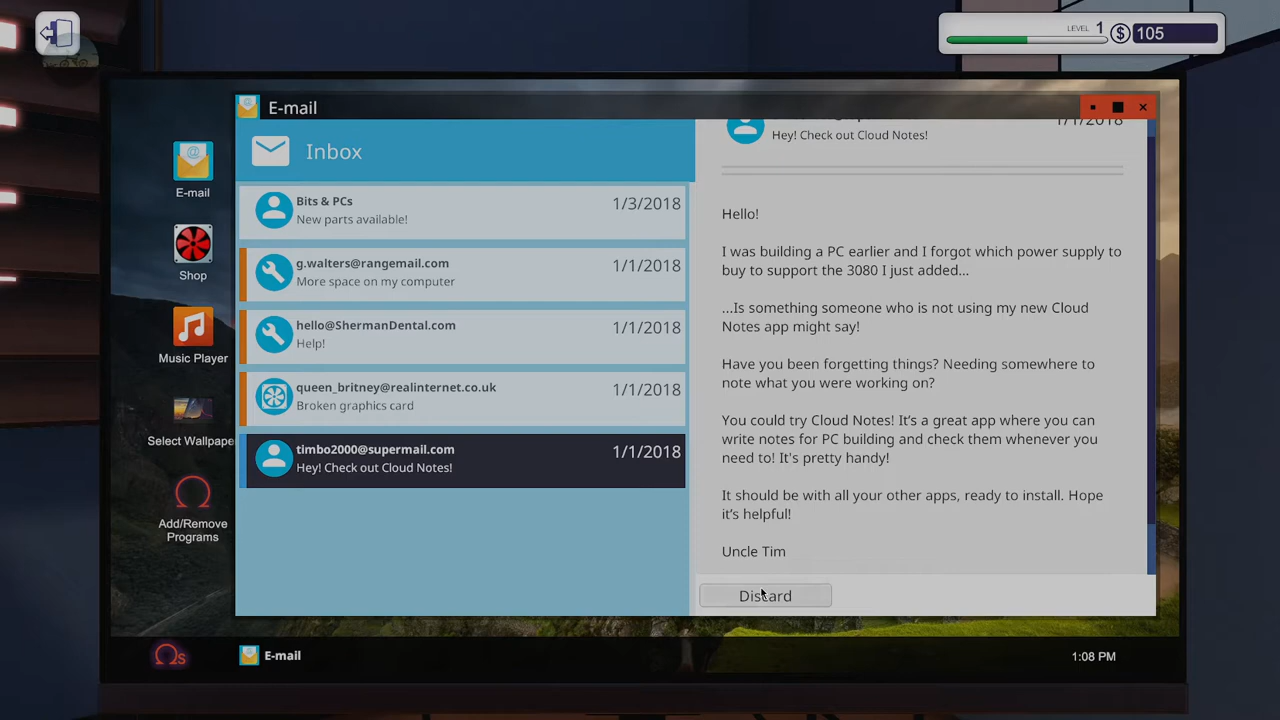 LEVEL 1
$ 105
E-mail
Inbox
Hey! Check out Cloud Notes!
E-mail
Shop
Music Player
Select Wallpape
Add/Remove
Programs
Bits & PCs
1/3/2018
New parts available!
g.walters@rangemail.com
1/1/2018
More space on my computer
hello@ShermanDental.com
1/1/2018
Help!
queen_britney@realinternet.co.uk
1/1/2018
Broken graphics card
timbo2000@supermail.com
1/1/2018
Hey! Check out Cloud Notes!
Hello!
I was building a PC earlier and I forgot which power supply to
buy to support the 3080 I just added...
...Is something someone who is not using my new Cloud
Notes app might say!
Have you been forgetting things? Needing somewhere to
note what you were working on?
You could try Cloud Notes! It's a great app where you can
write notes for PC building and check them whenever you
need to! It's pretty handy!
It should be with all your other apps, ready to install. Hope
it's helpful!
Uncle Tim
Discard
Ωs
E-mail
1:08 PM